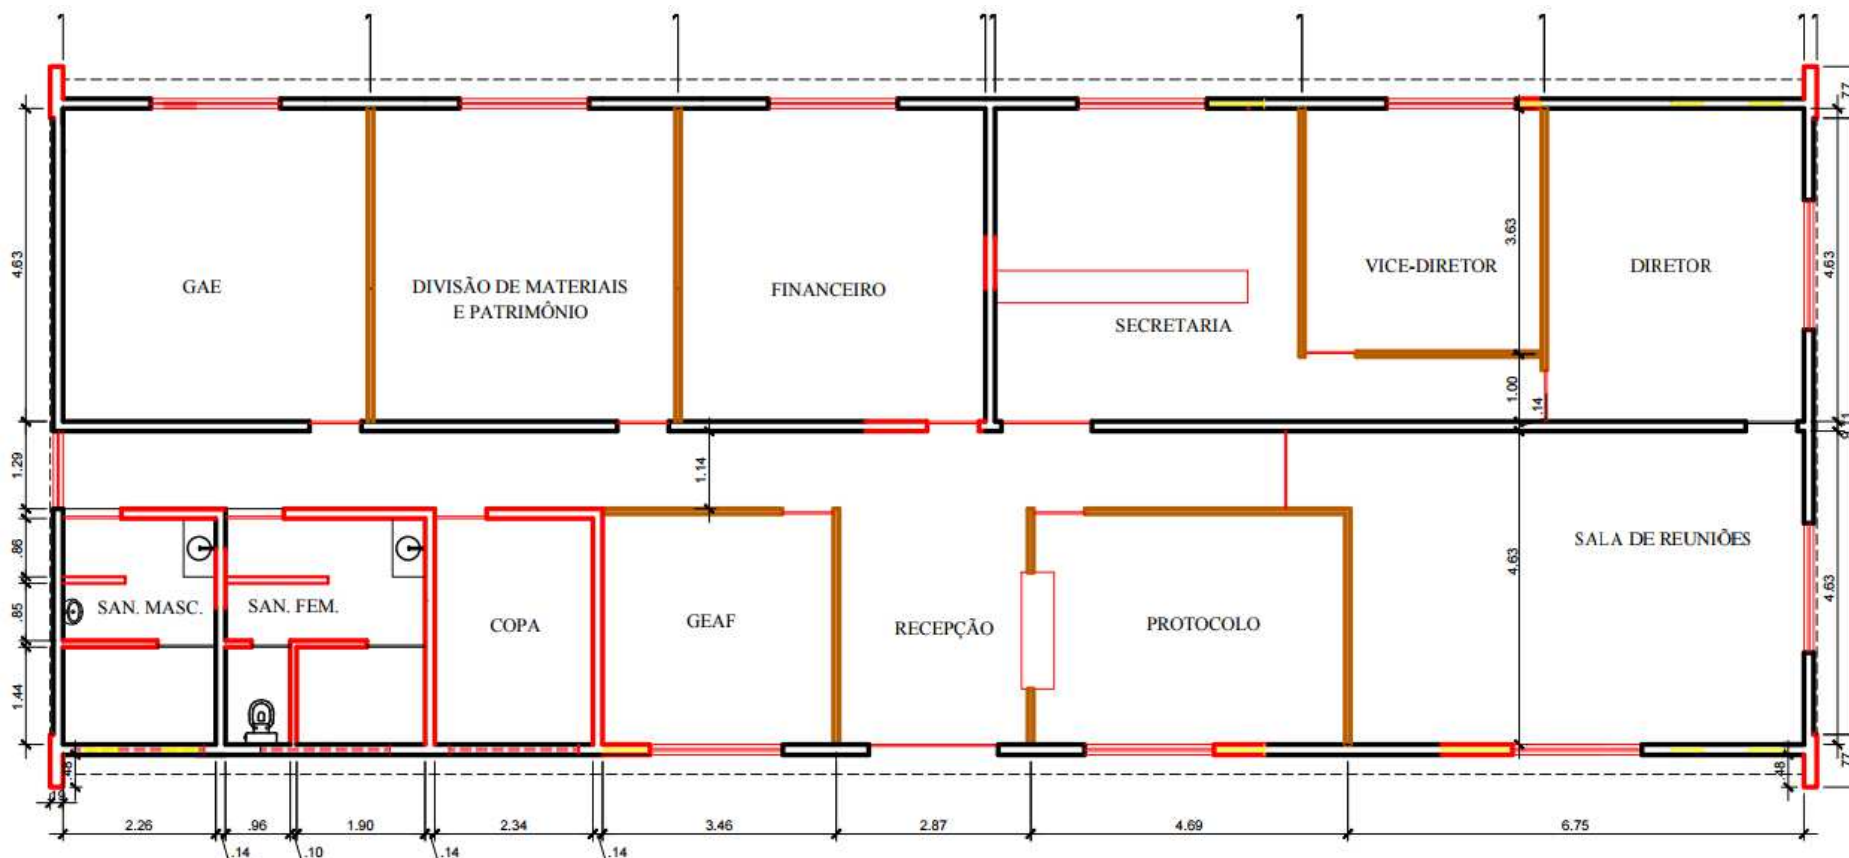 77
3.63
4.63
GAE
DIVISÃO DE MATERIAIS
E PATRIMÔNIO
FINANCEIRO
SECRETARIA
VICE-DIRETOR
DIRETOR
4.63
1.00
.14
1.29
1.14
.86
.85
1.44
SAN. MASC.
SAN. FEM.
COPA
GEAF
RECEPÇÃO
PROTOCOLO
4.63
SALA DE REUNIÕES
4.63
.48
.19
.48
77
2.26
.96
1.90
2.34
3.46
2.87
4.69
6.75
.14
.10
.14
.14